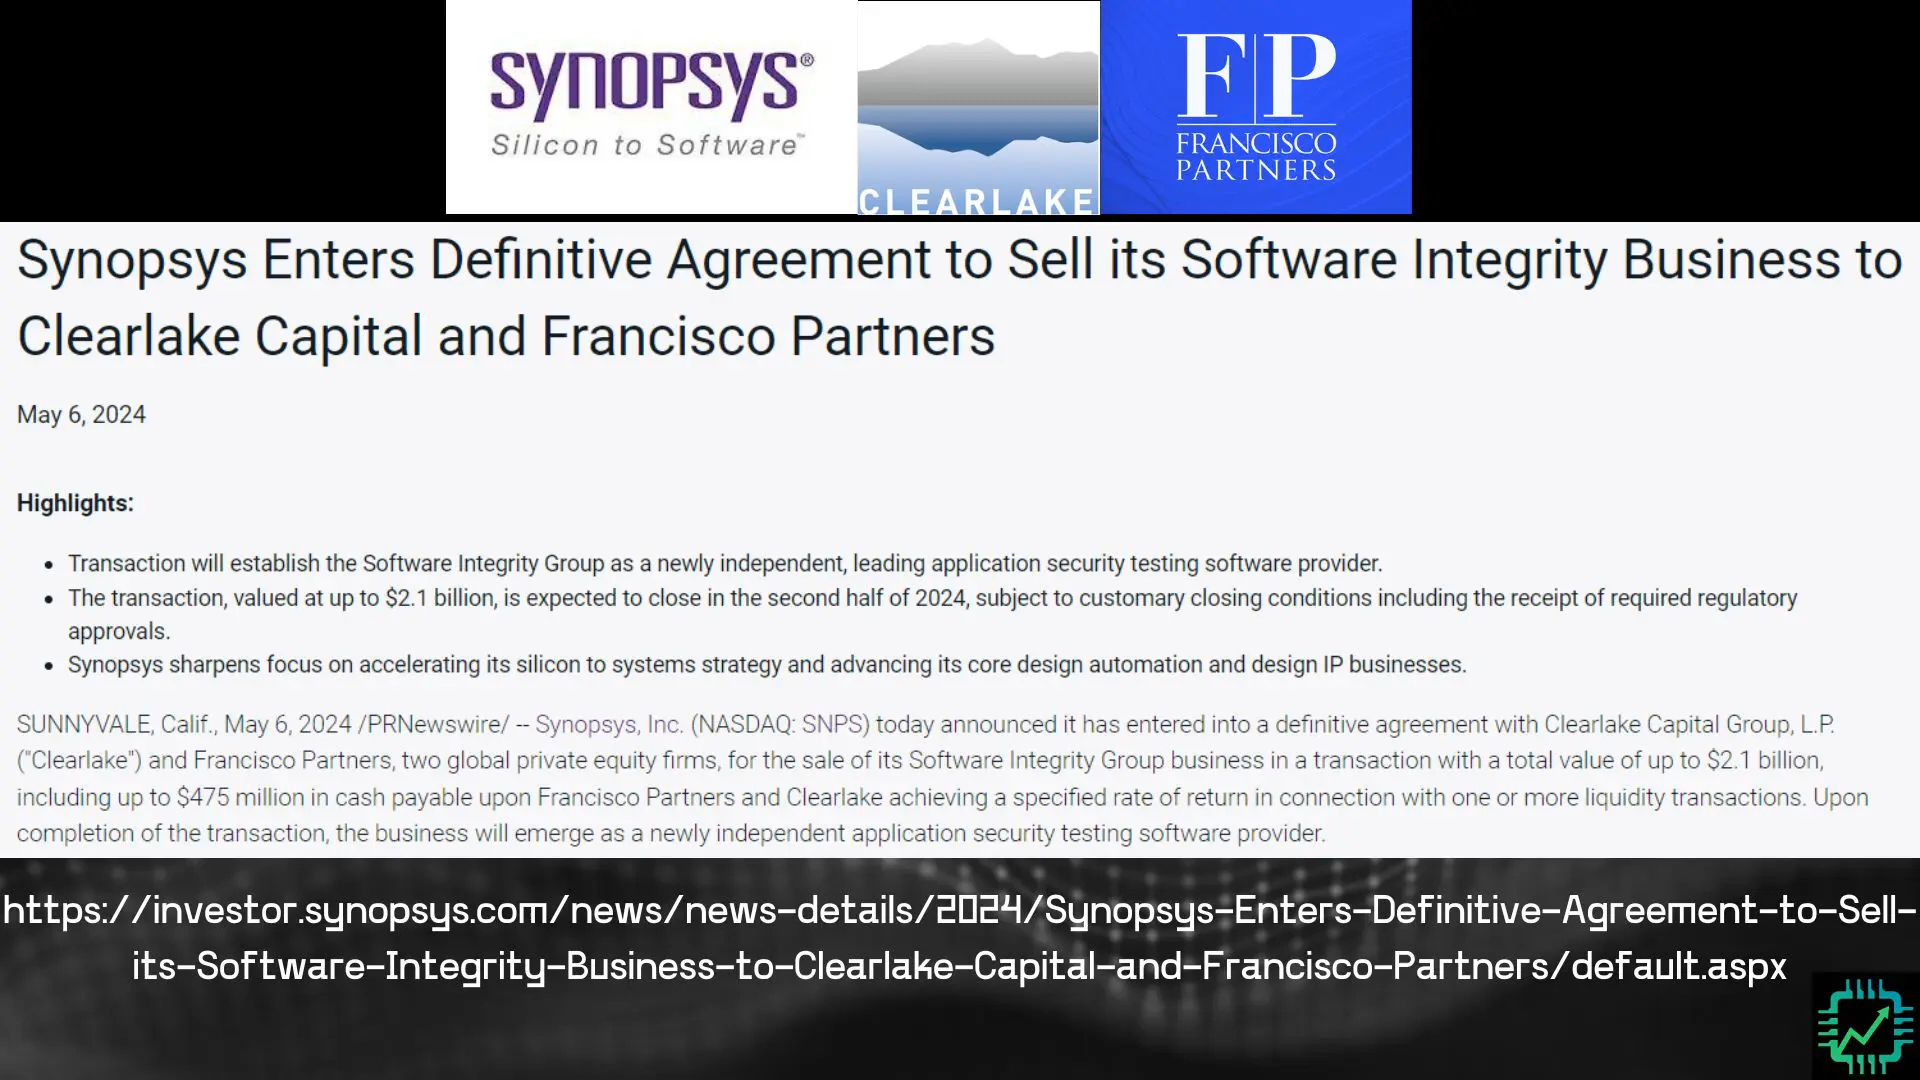 SYNOPSYS®
Silicon to Software™
CLEARLAKE
F|P
FRANCISCO
PARTNERS
Synopsys Enters Definitive Agreement to Sell its Software Integrity Business to
Clearlake Capital and Francisco Partners
May 6, 2024
Highlights:
• Transaction will establish the Software Integrity Group as a newly independent, leading application security testing software provider.
• The transaction, valued at up to $2.1 billion, is expected to close in the second half of 2024, subject to customary closing conditions including the receipt of required regulatory
approvals.
• Synopsys sharpens focus on accelerating its silicon to systems strategy and advancing its core design automation and design IP businesses.
SUNNYVALE, Calif., May 6, 2024 /PRNewswire/ -- Synopsys, Inc. (NASDAQ: SNPS) today announced it has entered into a definitive agreement with Clearlake Capital Group, L.P.
("Clearlake") and Francisco Partners, two global private equity firms, for the sale of its Software Integrity Group business in a transaction with a total value of up to $2.1 billion,
including up to $475 million in cash payable upon Francisco Partners and Clearlake achieving a specified rate of return in connection with one or more liquidity transactions. Upon
completion of the transaction, the business will emerge as a newly independent application security testing software provider.
https://investor.synopsys.com/news/news-details/2024/Synopsys-Enters-Definitive-Agreement-to-Sell-
its-Software-Integrity-Business-to-Clearlake-Capital-and-Francisco-Partners/default.aspx